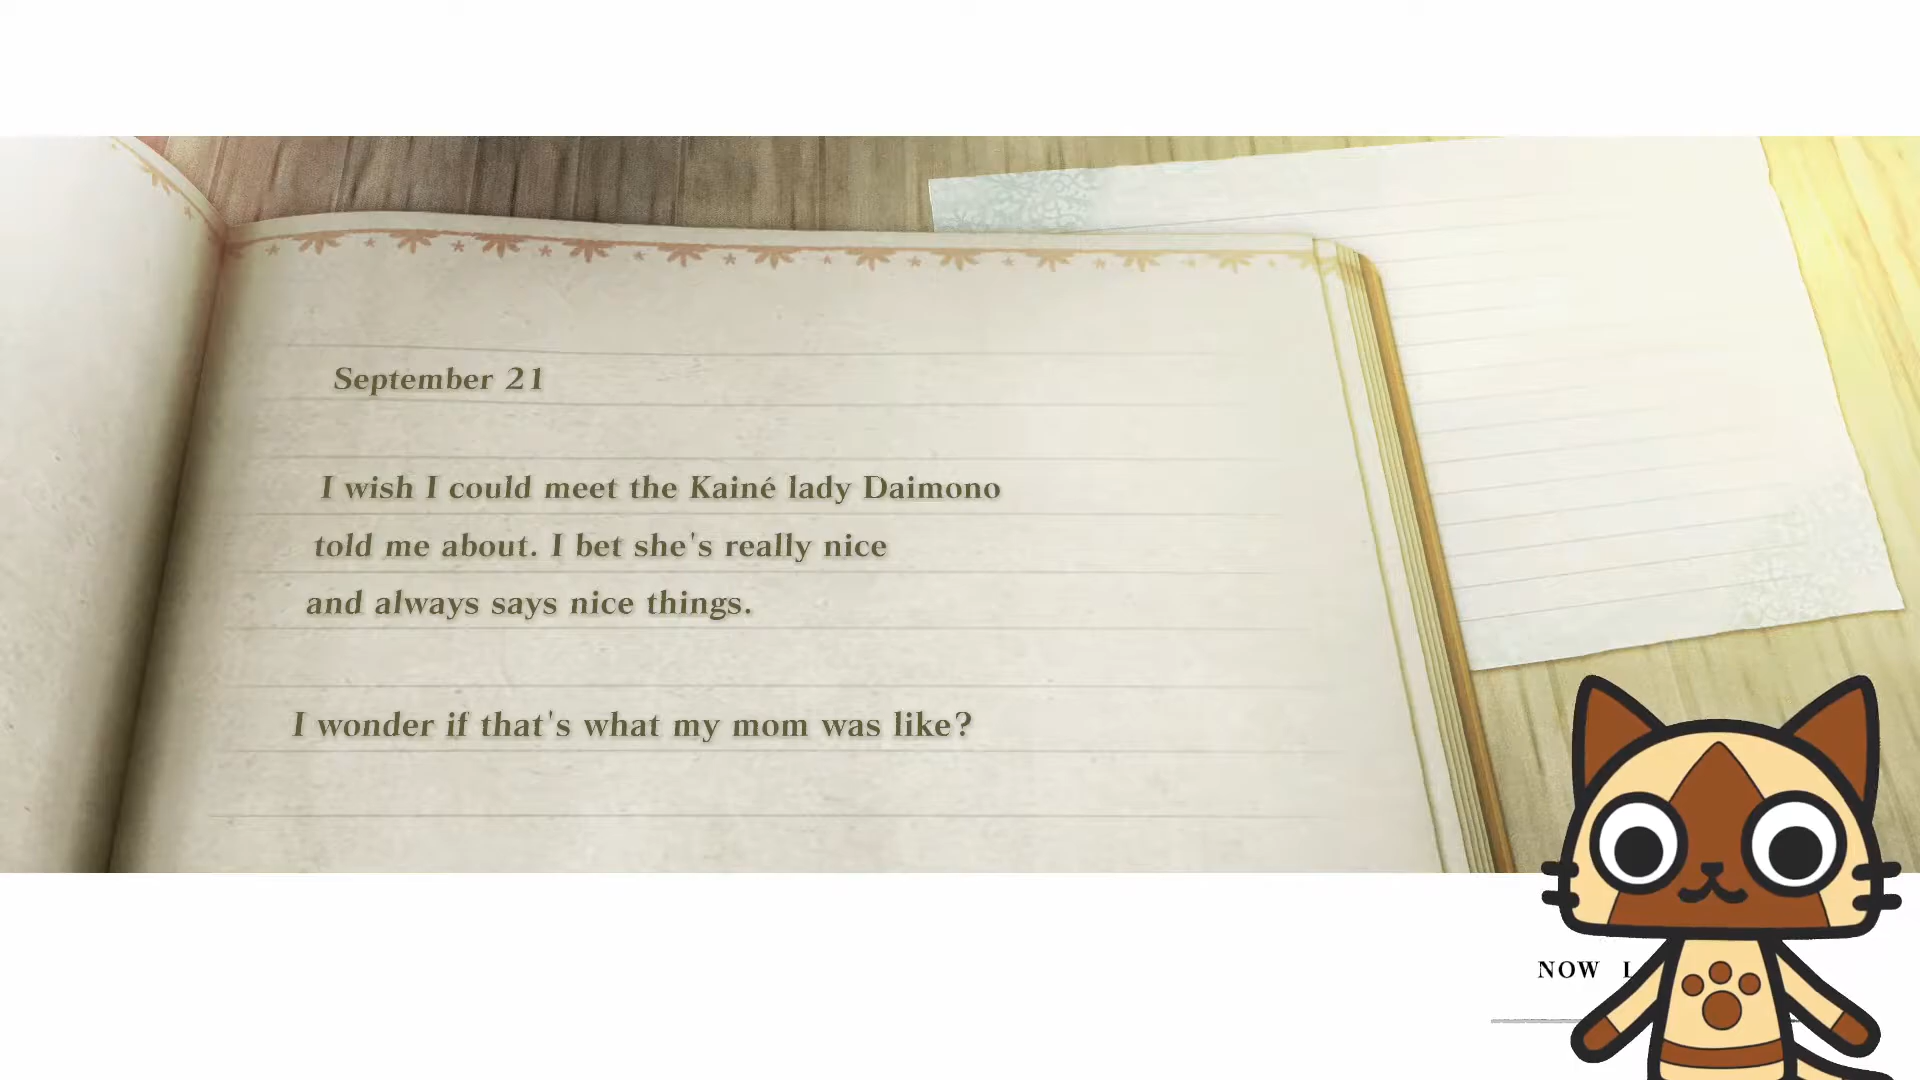 September 21
I wish I could meet the Kainé lady Daimono
told me about. I bet she's really nice
and always says nice things.
I wonder if that's what my mom was like?
NOW